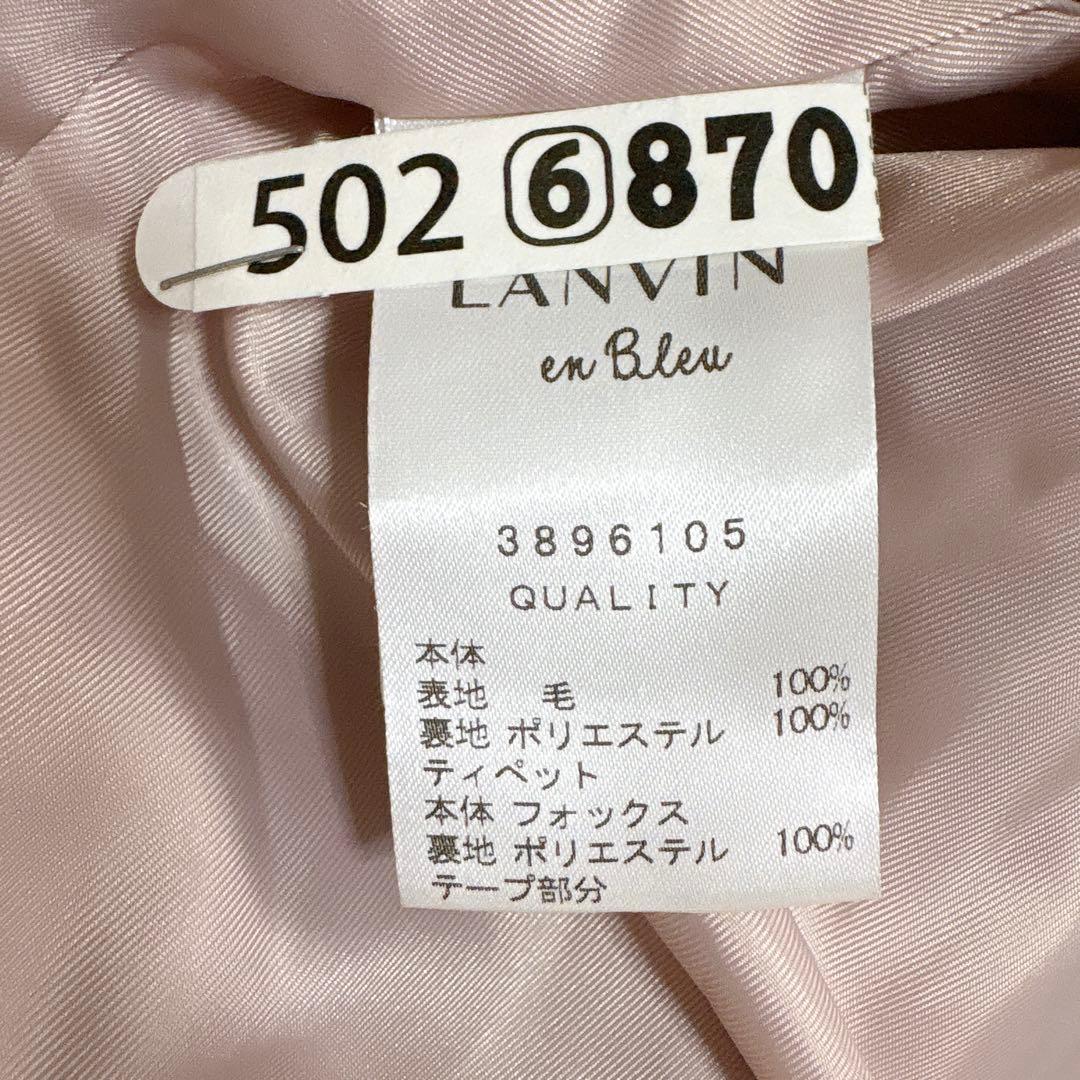 502 ⑥870
LANVIN
en Bleu
3896105
QUALITY
本体
表地 毛 100%
裏地 ポリエステル 100%
ティペット
本体 フォックス
裏地 ポリエステル 100%
テープ部分